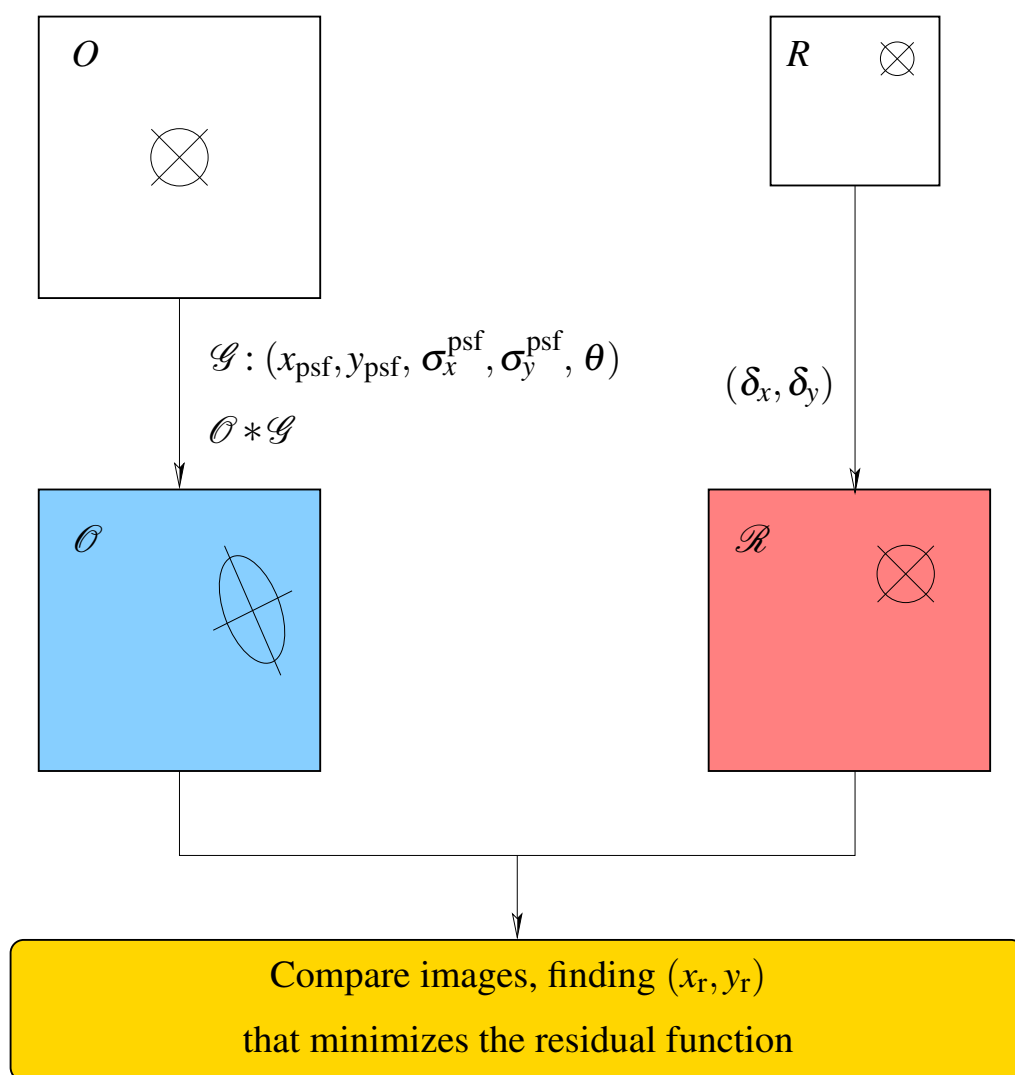 O
R
𝒢 : (x_psf, y_psf, σ_x^psf, σ_y^psf, θ)
(δ_x, δ_y)
𝒪 ∗ 𝒢
𝒪
ℛ
Compare images, finding (x_r, y_r)
that minimizes the residual function